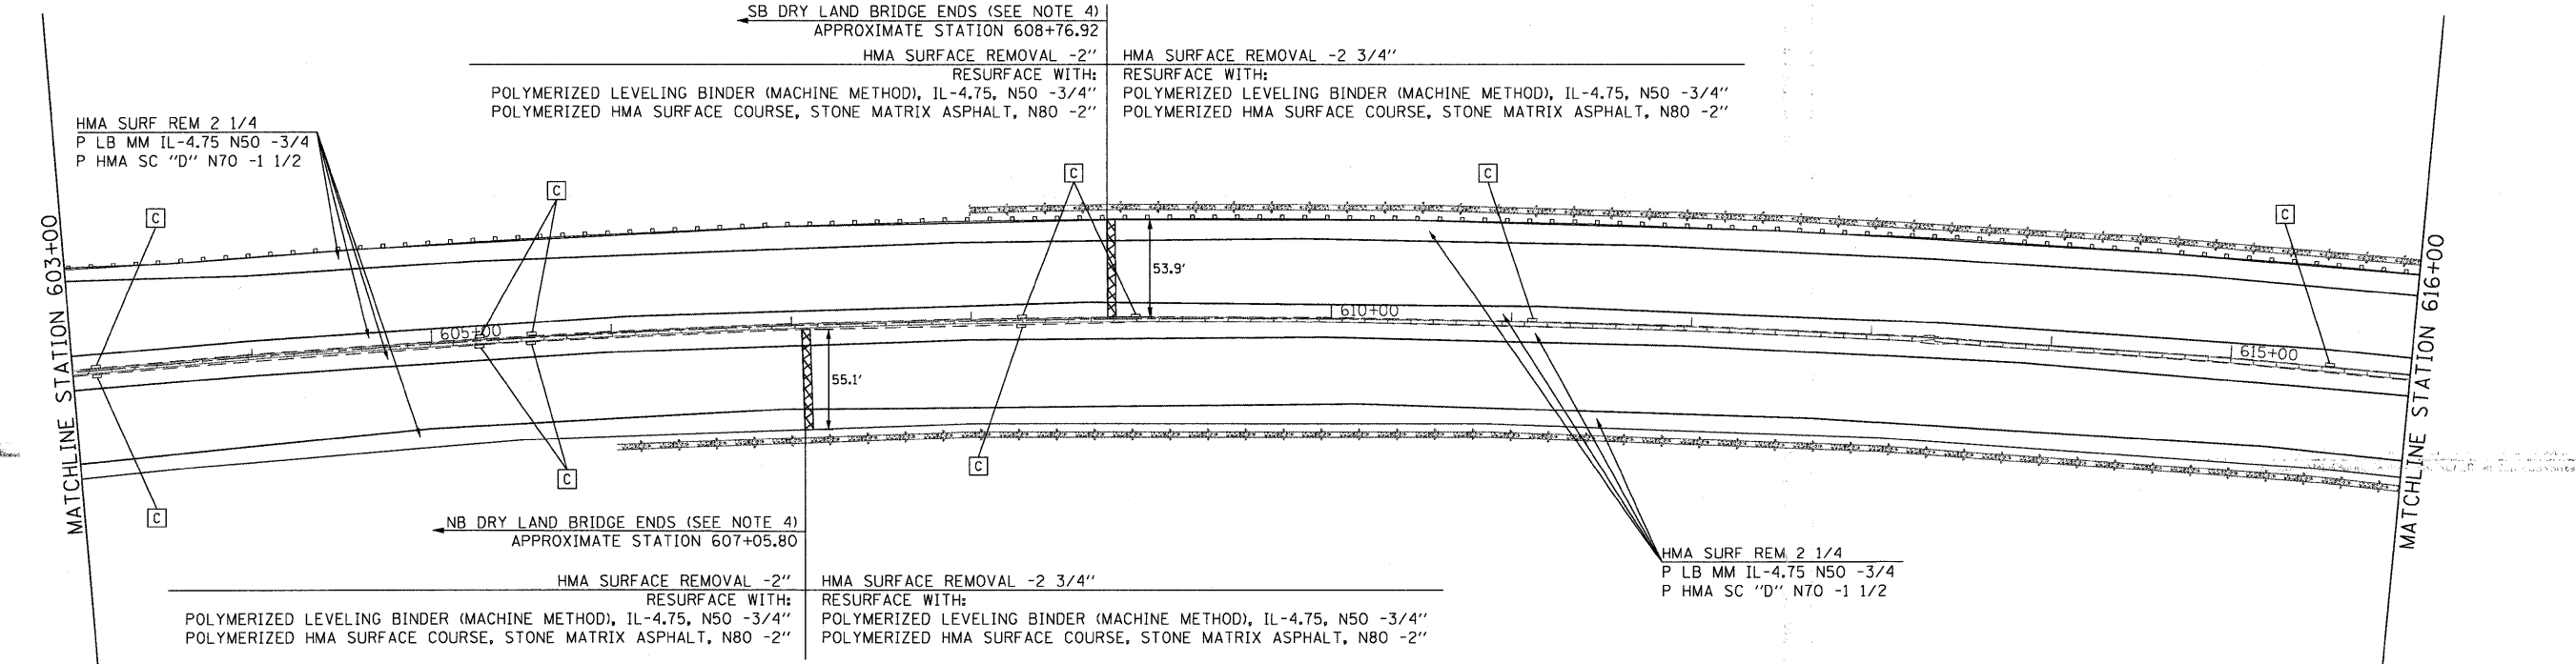 SB DRY LAND BRIDGE ENDS (SEE NOTE 4)
APPROXIMATE STATION 608+76.92
HMA SURFACE REMOVAL -2"
RESURFACE WITH:
POLYMERIZED LEVELING BINDER (MACHINE METHOD), IL-4.75, N50 -3/4"
POLYMERIZED HMA SURFACE COURSE, STONE MATRIX ASPHALT, N80 -2"
HMA SURFACE REMOVAL -2 3/4"
RESURFACE WITH:
POLYMERIZED LEVELING BINDER (MACHINE METHOD), IL-4.75, N50 -3/4"
POLYMERIZED HMA SURFACE COURSE, STONE MATRIX ASPHALT, N80 -2"
HMA SURF REM 2 1/4
P LB MM IL-4.75 N50 -3/4
P HMA SC "D" N70 -1 1/2
C
C
C
C
C
MATCHLINE STATION 603+00
53.9'
605+00
610+00
615+00
55.1'
MATCHLINE STATION 616+00
C
C
C
NB DRY LAND BRIDGE ENDS (SEE NOTE 4)
APPROXIMATE STATION 607+05.80
HMA SURFACE REMOVAL -2"
RESURFACE WITH:
POLYMERIZED LEVELING BINDER (MACHINE METHOD), IL-4.75, N50 -3/4"
POLYMERIZED HMA SURFACE COURSE, STONE MATRIX ASPHALT, N80 -2"
HMA SURFACE REMOVAL -2 3/4"
RESURFACE WITH:
POLYMERIZED LEVELING BINDER (MACHINE METHOD), IL-4.75, N50 -3/4"
POLYMERIZED HMA SURFACE COURSE, STONE MATRIX ASPHALT, N80 -2"
HMA SURF REM 2 1/4
P LB MM IL-4.75 N50 -3/4
P HMA SC "D" N70 -1 1/2